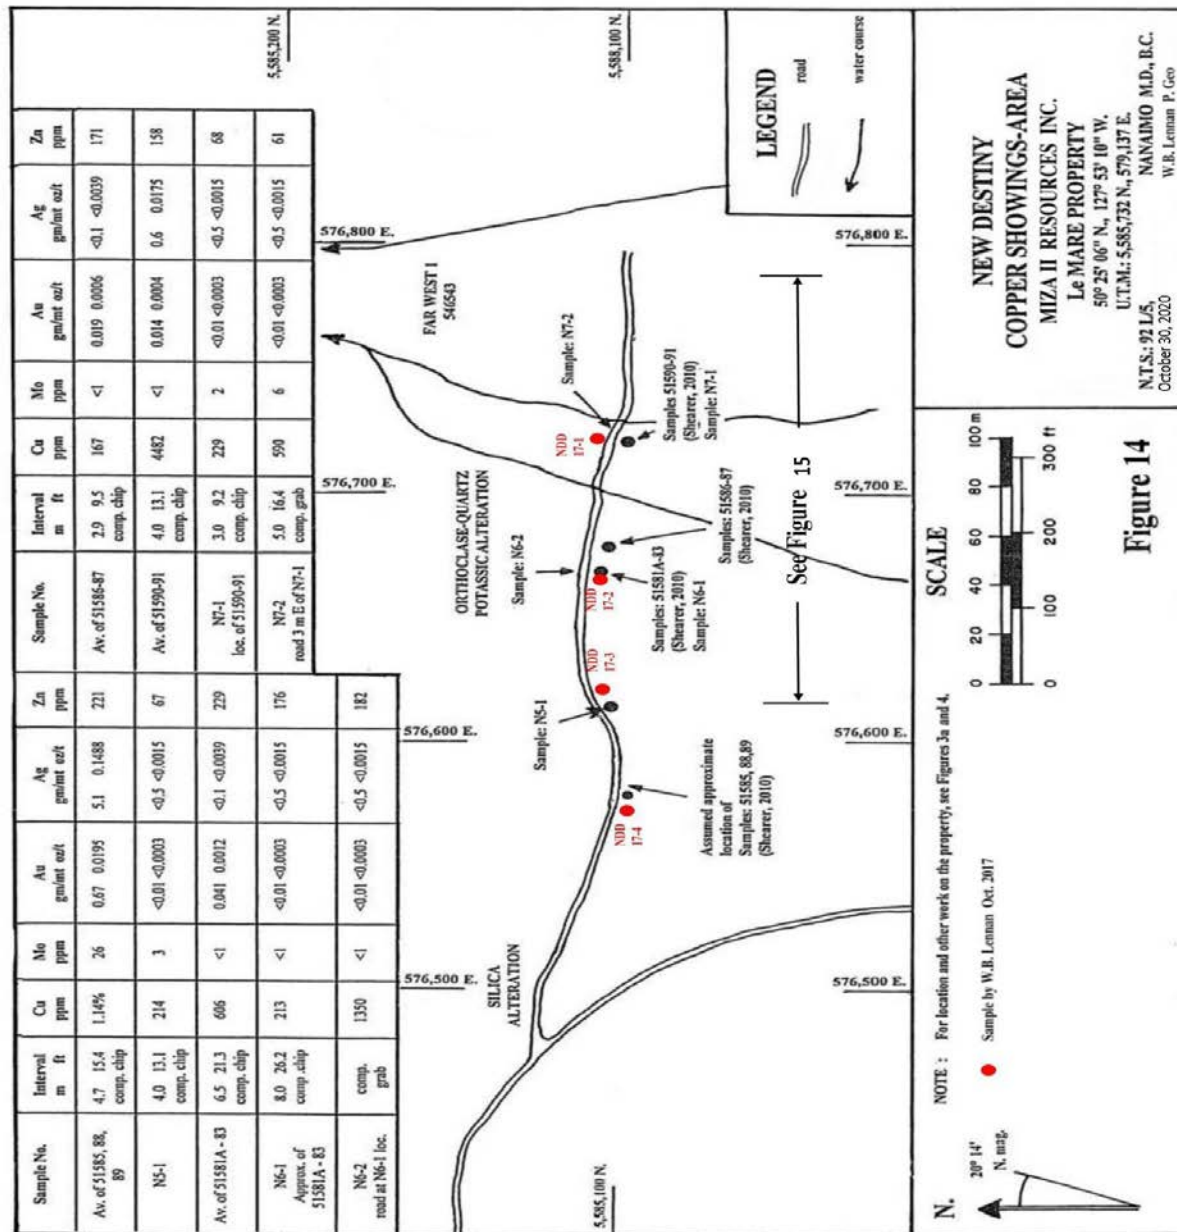 Sample No.
Interval
m ft
Cu
ppm
Mo
ppm
Au
gm/mt oz/t
Ag
gm/mt oz/t
Zn
ppm
Av. of 51585, 88,
89
4.7 15.4
comp. chip
1.14%
26
0.67 0.0195
5.1 0.1488
221
N5-1
4.0 13.1
comp. chip
214
3
<0.01 <0.0003
<0.5 <0.0015
67
Av. of 51581A - 83
6.5 21.3
comp. chip
606
<1
0.041 0.0012
<0.1 <0.0039
229
N6-1
Approx. of
51581A - 83
8.0 26.2
comp .chip
213
<1
<0.01 <0.0003
<0.5 <0.0015
176
N6-2
road at N6-1 loc.
comp.
grab
1350
<1
<0.01 <0.0003
<0.5 <0.0015
182
Sample No.
Interval
m ft
Cu
ppm
Mo
ppm
Au
gm/mt oz/t
Ag
gm/mt oz/t
Zn
ppm
Av. of 51586-87
2.9 9.5
comp. chip
167
<1
0.019 0.0006
<0.1 <0.0039
171
Av. of 51590-91
4.0 13.1
comp. chip
4482
<1
0.014 0.0004
0.6 0.0175
158
N7-1
loc. of 51590-91
3.0 9.2
comp. chip
229
2
<0.01 <0.0003
<0.5 <0.0015
68
N7-2
road 3 m E of N7-1
5.0 16.4
comp. grab
590
6
<0.01 <0.0003
<0.5 <0.0015
61
5,585,200 N.
576,500 E.
576,600 E.
576,700 E.
576,800 E.
SILICA
ALTERATION
ORTHOCLASE-QUARTZ
POTASSIC ALTERATION
FAR WEST 1
546543
Sample: N5-1
Sample: N6-2
Sample: N7-2
NDD
17-4
NDD
17-3
NDD
17-2
NDD
17-1
5,585,100 N.
5,588,100 N.
Assumed approximate
location of
Samples: 51585, 88,89
(Shearer, 2010)
Samples: 51581A-83
(Shearer, 2010)
Sample: N6-1
Samples: 51586-87
(Shearer, 2010)
Samples 51590-91
(Shearer, 2010)
Sample: N7-1
See Figure 15
576,500 E.
576,600 E.
576,700 E.
576,800 E.
LEGEND
road
water course
N.
20° 14'
N. mag.
NOTE : For location and other work on the property, see Figures 3a and 4.
Sample by W.B. Lennan Oct. 2017
SCALE
0 20 40 60 80 100 m
0 100 200 300 ft
Figure 14
NEW DESTINY
COPPER SHOWINGS-AREA
MIZA II RESOURCES INC.
Le MARE PROPERTY
50° 25' 06" N., 127° 53' 10" W.
U.T.M.: 5,585,732 N., 579,137 E.
N.T.S.: 92 L/5, NANAIMO M.D., B.C.
October 30, 2020 W.B. Lennan P. Geo